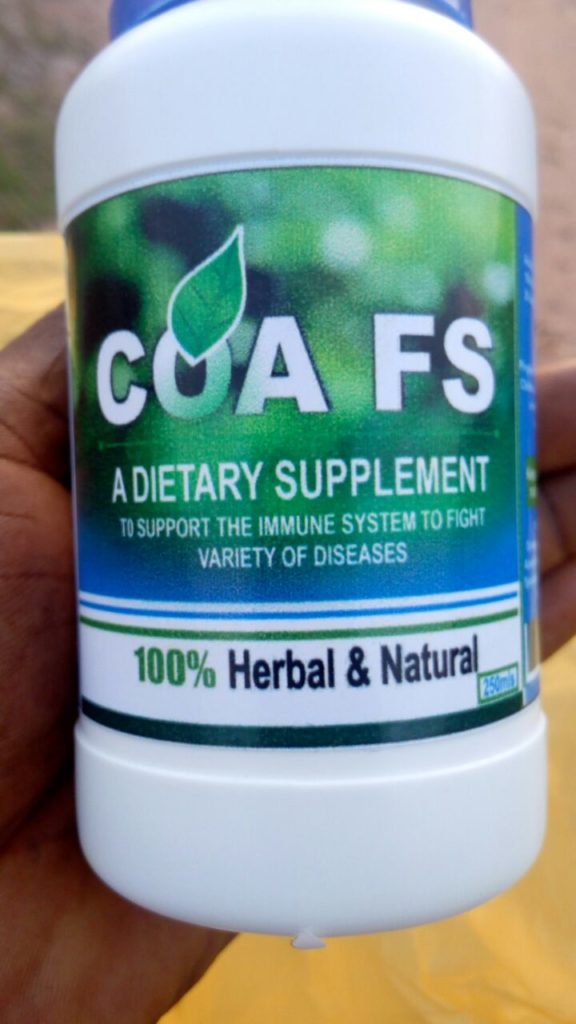 COA FS
A DIETARY SUPPLEMENT
TO SUPPORT THE IMMUNE SYSTEM TO FIGHT
VARIETY OF DISEASES
100% Herbal & Natural
250mls